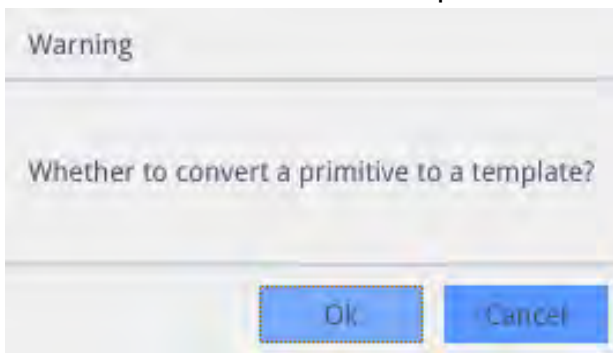 Warning
Whether to convert a primitive to a template?
Ok
Cancel